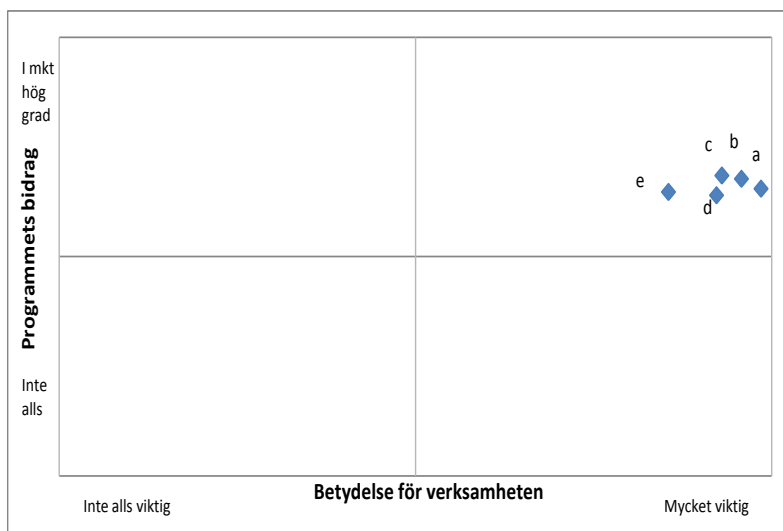 I mkt
hög
grad
Programmets bidrag
Inte
alls
c
b
a
e
d
Inte alls viktig
Betydelse för verksamheten
Mycket viktig